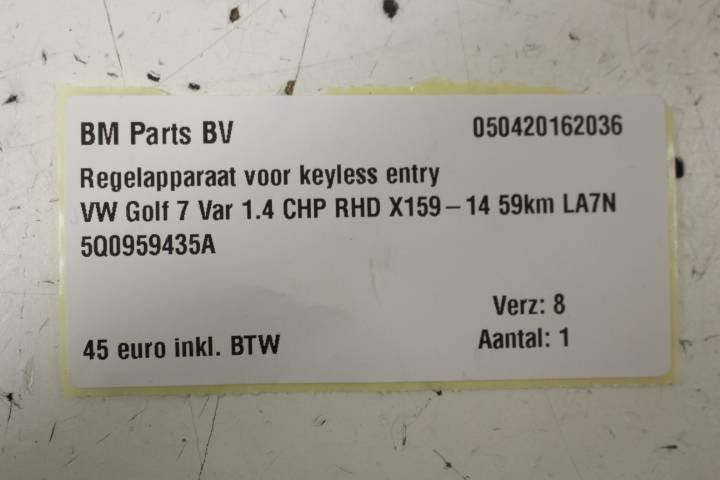 BM Parts BV 050420162036
Regelapparaat voor keyless entry
VW Golf 7 Var 1.4 CHP RHD X159-14 59km LA7N
5Q0959435A
Verz: 8
45 euro inkl. BTW Aantal: 1